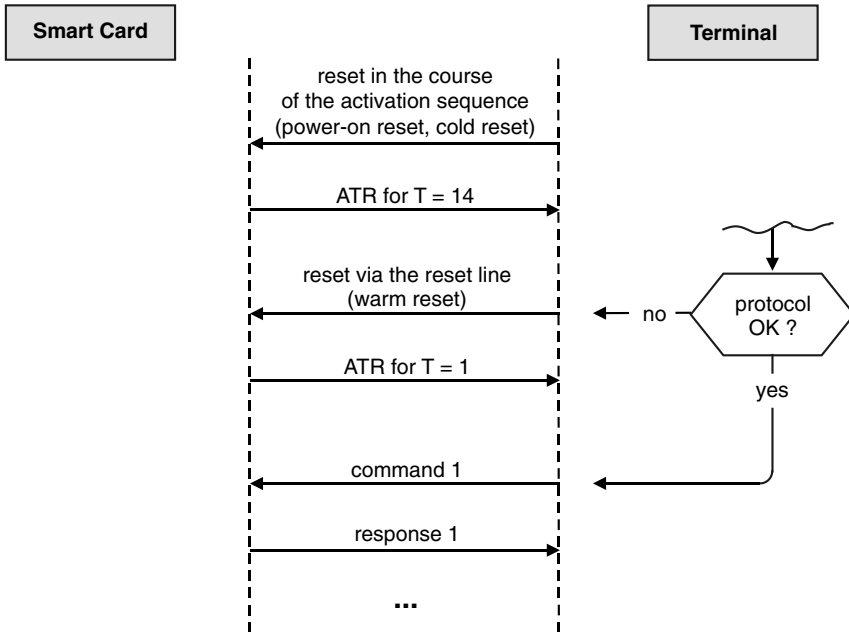 Smart Card
Terminal
reset in the course
of the activation sequence
(power-on reset, cold reset)
ATR for T = 14
reset via the reset line
(warm reset)
no
protocol
OK ?
ATR for T = 1
yes
command 1
response 1
...